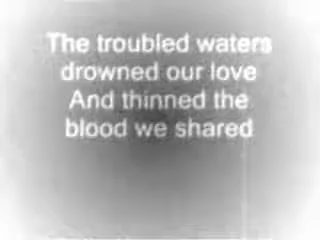 The troubled waters
drowned our love
And thinned the
blood we shared